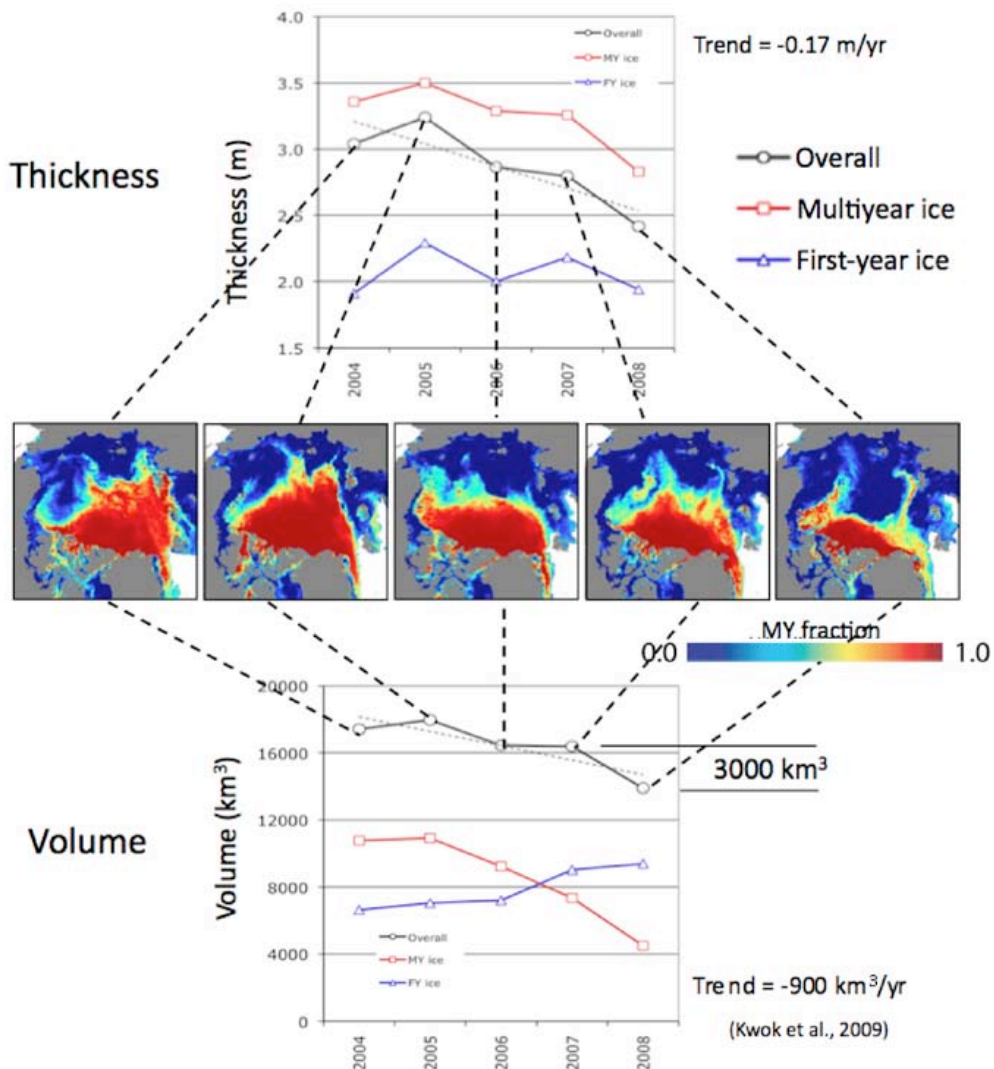 4.0
Overall
MY ice
FY ice
Trend = -0.17 m/yr
3.5
3.0
2.5
2.0
1.5
Thickness
Thickness (m)
Overall
Multiyear ice
First-year ice
2004
2005
2006
2007
2008
MY fraction
0.0
1.0
20000
16000
12000
8000
4000
0
3000 km³
Volume
Volume (km³)
Overall
MY ice
FY ice
Trend = -900 km³/yr
(Kwok et al., 2009)
2004
2005
2006
2007
2008